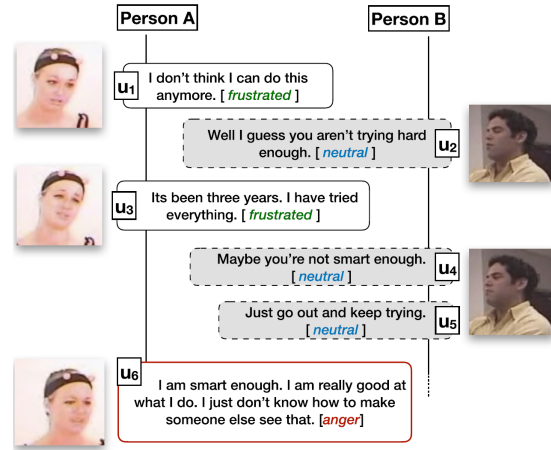 Person A
Person B
u1
I don't think I can do this
anymore. [ frustrated ]
Well I guess you aren't trying hard
enough. [ neutral ]
u2
u3
Its been three years. I have tried
everything. [ frustrated ]
Maybe you're not smart enough.
[ neutral ]
u4
Just go out and keep trying.
[ neutral ]
u5
u6
I am smart enough. I am really good at
what I do. I just don't know how to make
someone else see that. [anger]